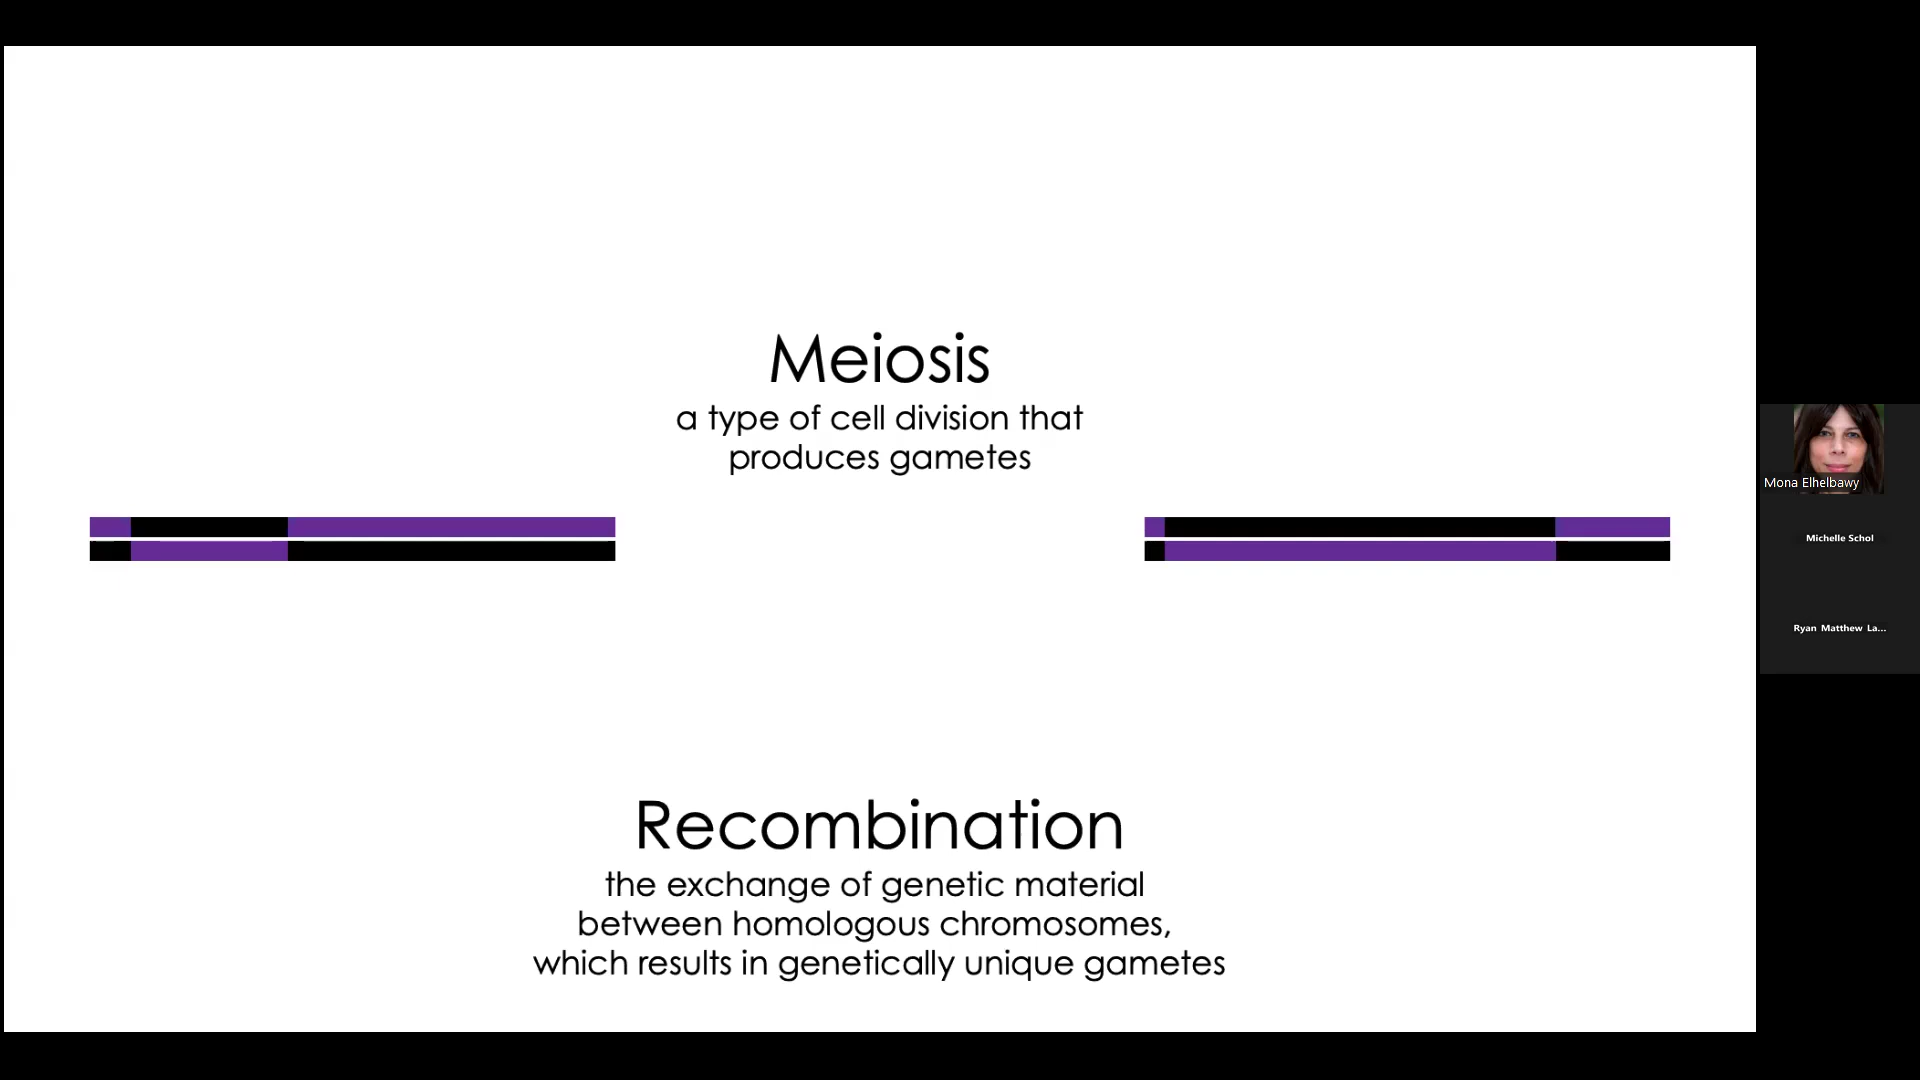 Meiosis
a type of cell division that
produces gametes
Recombination
the exchange of genetic material
between homologous chromosomes,
which results in genetically unique gametes
Mona Elhelbawy
Michelle Schol
Ryan Matthew La...